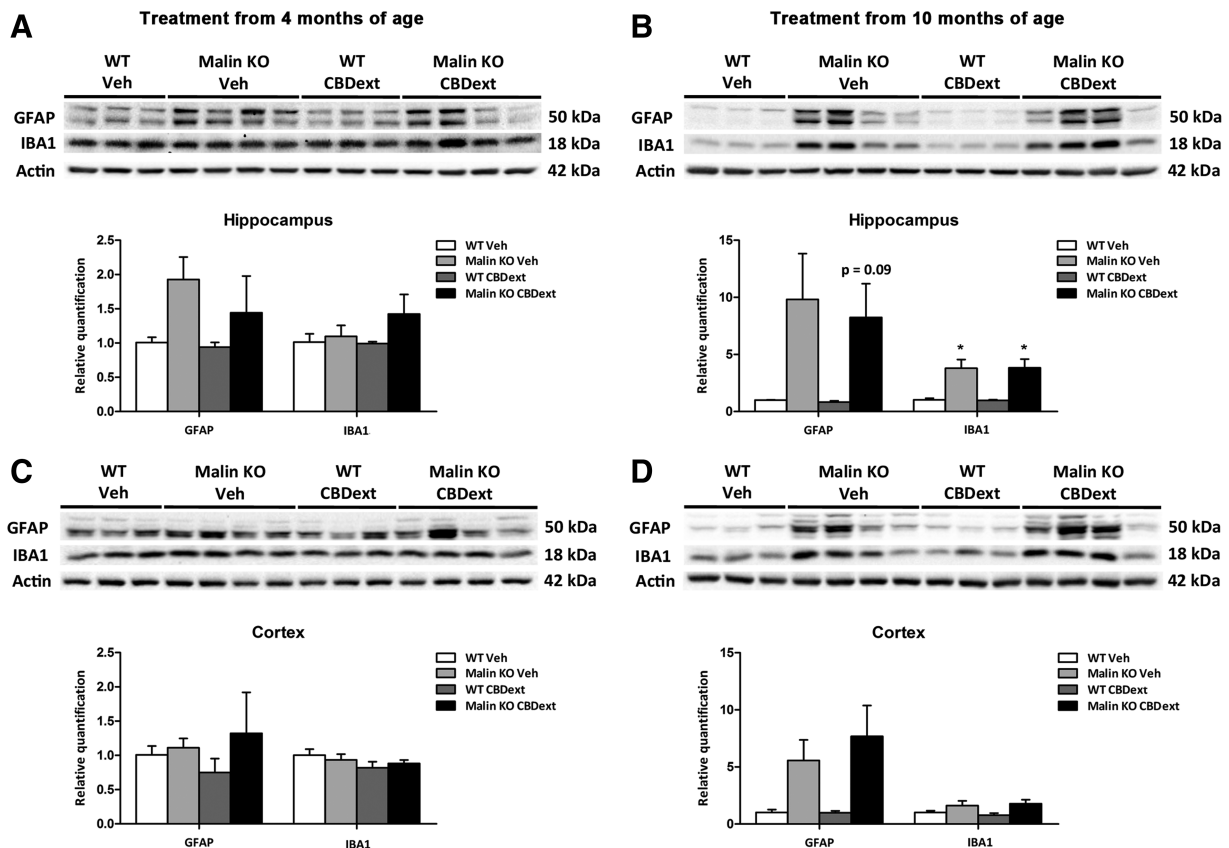 A
Treatment from 4 months of age
WT
Veh
Malin KO
Veh
WT
CBDext
Malin KO
CBDext
GFAP
50 kDa
IBA1
18 kDa
Actin
42 kDa
Hippocampus
Relative quantification
2.5
2.0
1.5
1.0
0.5
0.0
GFAP
IBA1
WT Veh
Malin KO Veh
WT CBDext
Malin KO CBDext
B
Treatment from 10 months of age
WT
Veh
Malin KO
Veh
WT
CBDext
Malin KO
CBDext
GFAP
50 kDa
IBA1
18 kDa
Actin
42 kDa
Hippocampus
Relative quantification
15
10
5
0
p = 0.09
*
*
GFAP
IBA1
WT Veh
Malin KO Veh
WT CBDext
Malin KO CBDext
C
WT
Veh
Malin KO
Veh
WT
CBDext
Malin KO
CBDext
GFAP
50 kDa
IBA1
18 kDa
Actin
42 kDa
Cortex
Relative quantification
2.5
2.0
1.5
1.0
0.5
0.0
GFAP
IBA1
WT Veh
Malin KO Veh
WT CBDext
Malin KO CBDext
D
WT
Veh
Malin KO
Veh
WT
CBDext
Malin KO
CBDext
GFAP
50 kDa
IBA1
18 kDa
Actin
42 kDa
Cortex
Relative quantification
15
10
5
0
GFAP
IBA1
WT Veh
Malin KO Veh
WT CBDext
Malin KO CBDext